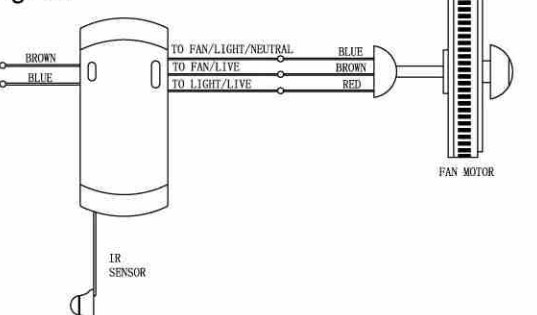 BROWN
BLUE
TO FAN/LIGHT/NEUTRAL BLUE
TO FAN/LIVE BROWN
TO LIGHT/LIVE RED
FAN MOTOR
IR
SENSOR